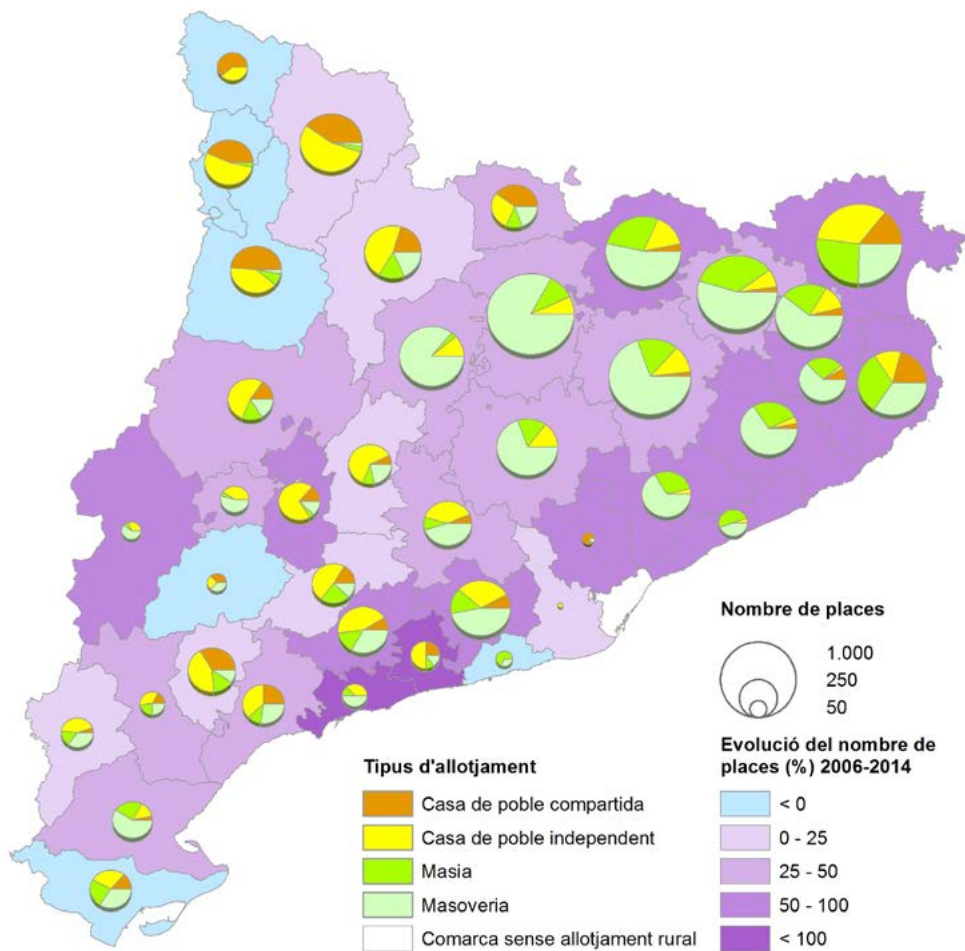 Nombre de places
1.000
250
50
Evolució del nombre de
places (%) 2006-2014
< 0
0 - 25
25 - 50
50 - 100
< 100
Tipus d'allotjament
Casa de poble compartida
Casa de poble independent
Masia
Masoveria
Comarca sense allotjament rural